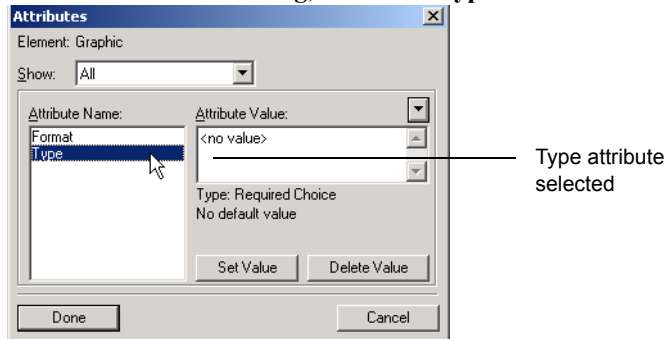 Attributes
Element: Graphic
Show: All
Attribute Name:
Format
Type
Attribute Value:
<no value>
Type: Required Choice
No default value
Set Value
Delete Value
Done
Cancel
Type attribute
selected